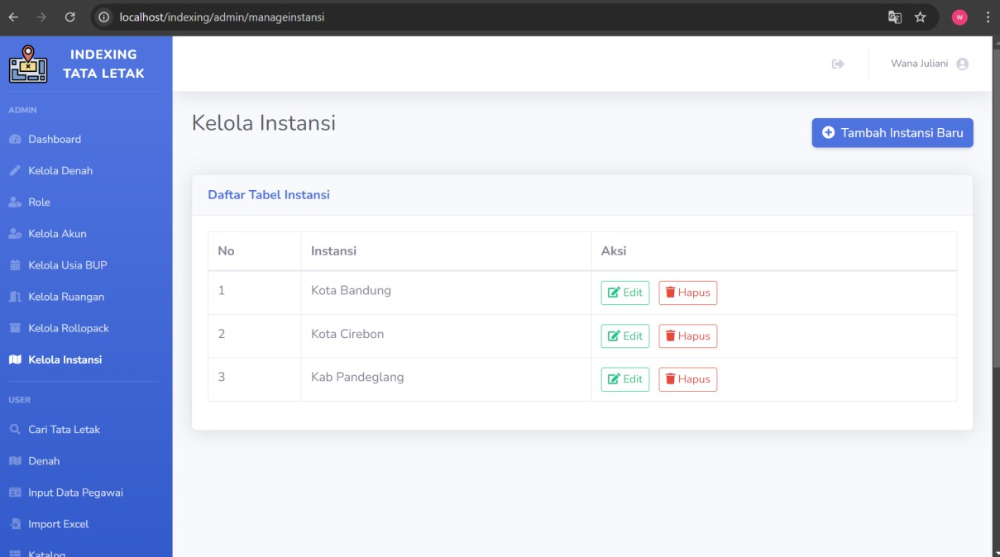 localhost/indexing/admin/manageinstansi
W
INDEXING
TATA LETAK
Wana Juliani
ADMIN
Dashboard
Kelola Denah
Role
Kelola Akun
Kelola Usia BUP
Kelola Ruangan
Kelola Rollopack
Kelola Instansi
USER
Cari Tata Letak
Denah
Input Data Pegawai
Import Excel
Katalog
Kelola Instansi
Tambah Instansi Baru
Daftar Tabel Instansi
No Instansi Aksi
1 Kota Bandung Edit Hapus
2 Kota Cirebon Edit Hapus
3 Kab Pandeglang Edit Hapus